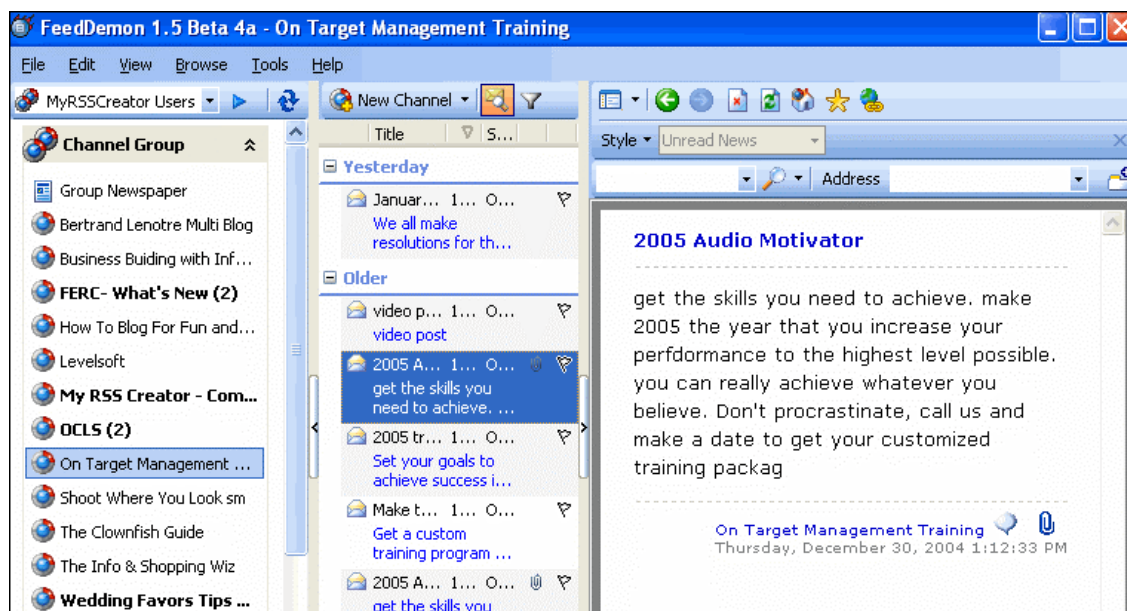 FeedDemon 1.5 Beta 4a - On Target Management Training
File Edit View Browse Tools Help
MyRSSCreator Users
New Channel
Channel Group
Group Newspaper
Bertrand Lenotre Multi Blog
Business Buiding with Inf...
FERC- What's New (2)
How To Blog For Fun and...
Levelsoft
My RSS Creator - Com...
OCLS (2)
On Target Management ...
Shoot Where You Look sm
The Clownfish Guide
The Info & Shopping Wiz
Wedding Favors Tips ...
Title S...
Yesterday
Januar... 1... O...
We all make
resolutions for th...
Older
video p... 1... O...
video post
2005 A... 1... O...
get the skills you
need to achieve. ...
2005 tr... 1... O...
Set your goals to
achieve success i...
Make t... 1... O...
Get a custom
training program ...
2005 A... 1... O...
get the skills you
Style Unread News
Address
2005 Audio Motivator
get the skills you need to achieve. make
2005 the year that you increase your
perfdormance to the highest level possible.
you can really achieve whatever you
believe. Don't procrastinate, call us and
make a date to get your customized
training packag
On Target Management Training
Thursday, December 30, 2004 1:12:33 PM